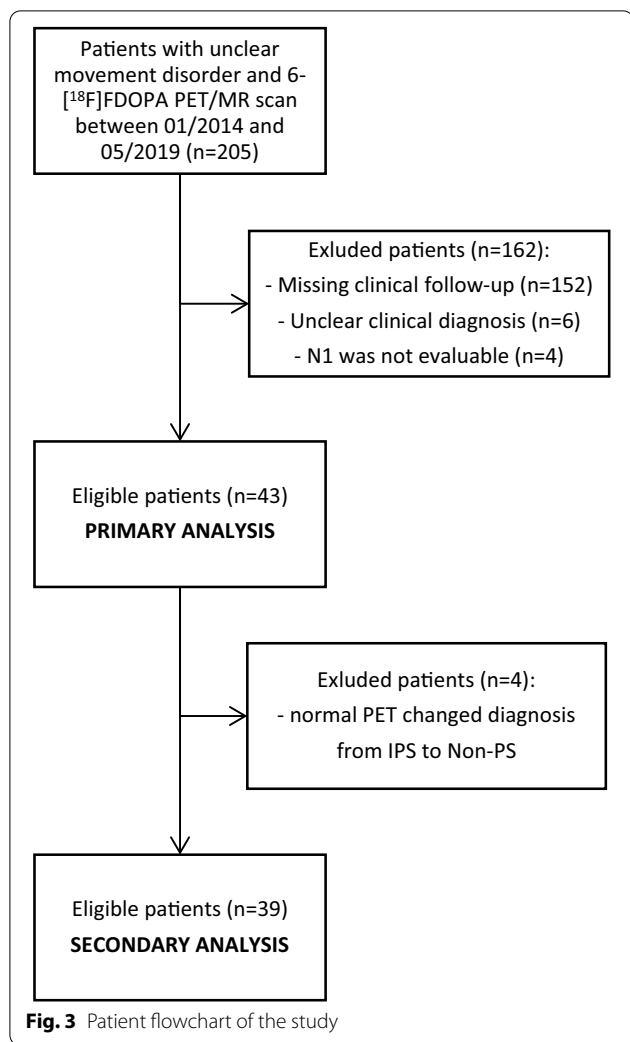 Patients with unclear
movement disorder and 6-
[¹⁸F]FDOPA PET/MR scan
between 01/2014 and
05/2019 (n=205)
Exluded patients (n=162):
- Missing clinical follow-up (n=152)
- Unclear clinical diagnosis (n=6)
- N1 was not evaluable (n=4)
Eligible patients (n=43)
PRIMARY ANALYSIS
Exluded patients (n=4):
- normal PET changed diagnosis
from IPS to Non-PS
Eligible patients (n=39)
SECONDARY ANALYSIS
Fig. 3 Patient flowchart of the study